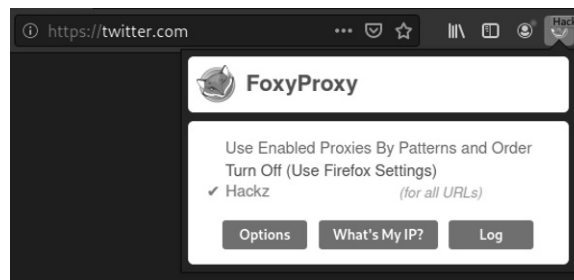 https://twitter.com
Hack
FoxyProxy
Use Enabled Proxies By Patterns and Order
Turn Off (Use Firefox Settings)
✔ Hackz (for all URLs)
Options What's My IP? Log